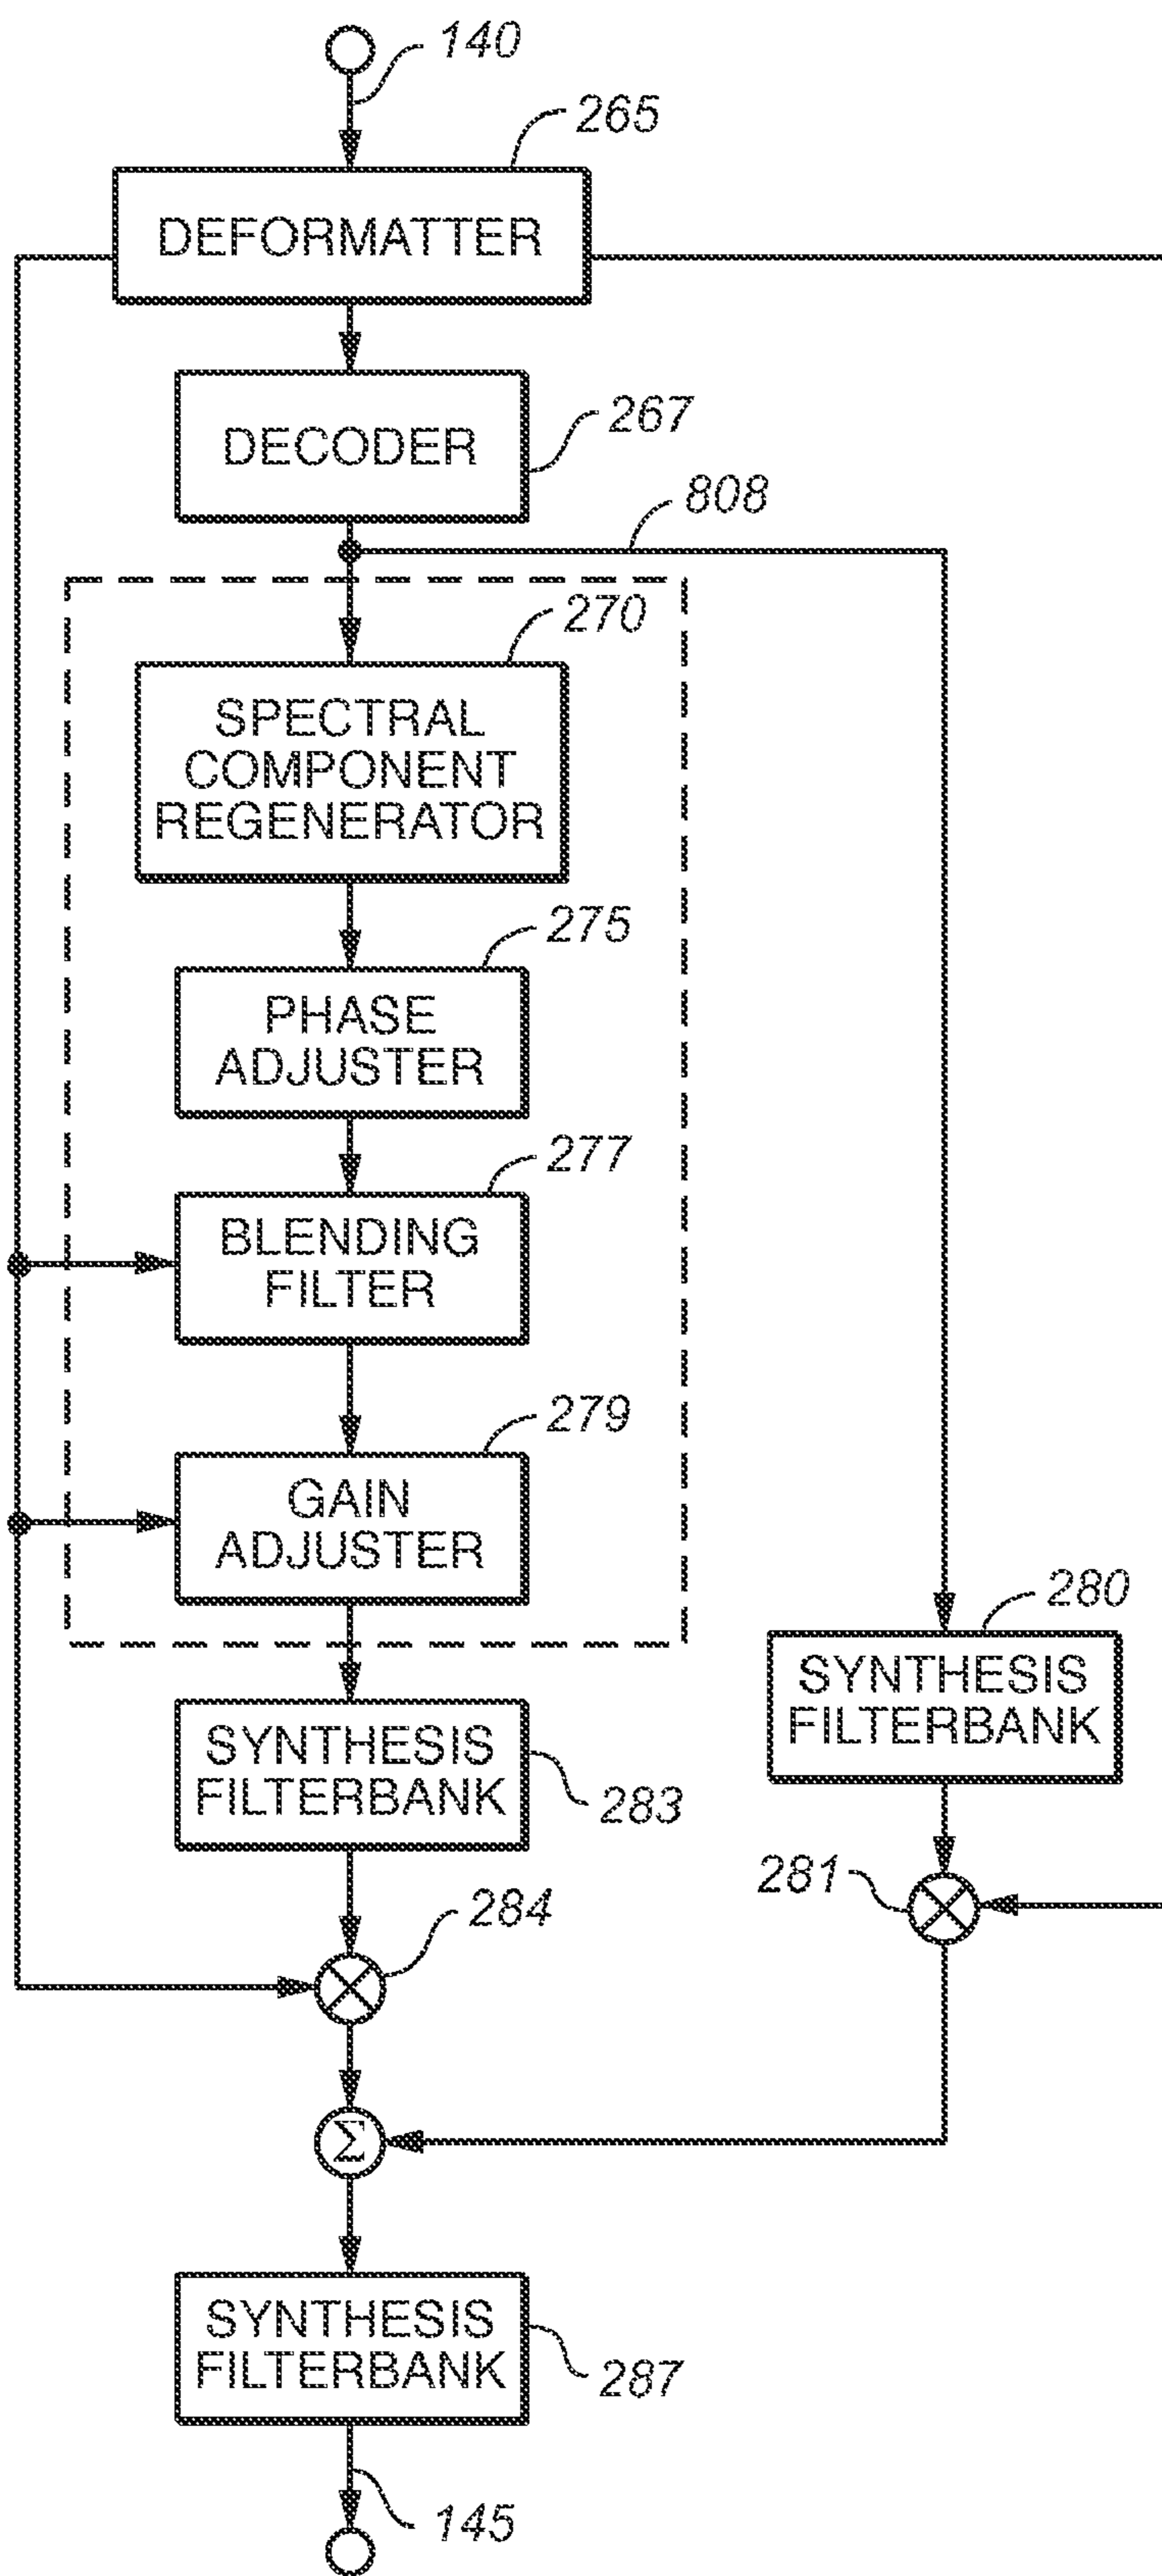 140
265
DEFORMATTER
267
DECODER
808
270
SPECTRAL
COMPONENT
REGENERATOR
275
PHASE
ADJUSTER
277
BLENDING
FILTER
279
GAIN
ADJUSTER
280
SYNTHESIS
FILTERBANK
SYNTHESIS
FILTERBANK
283
281
284
Σ
SYNTHESIS
FILTERBANK
287
145